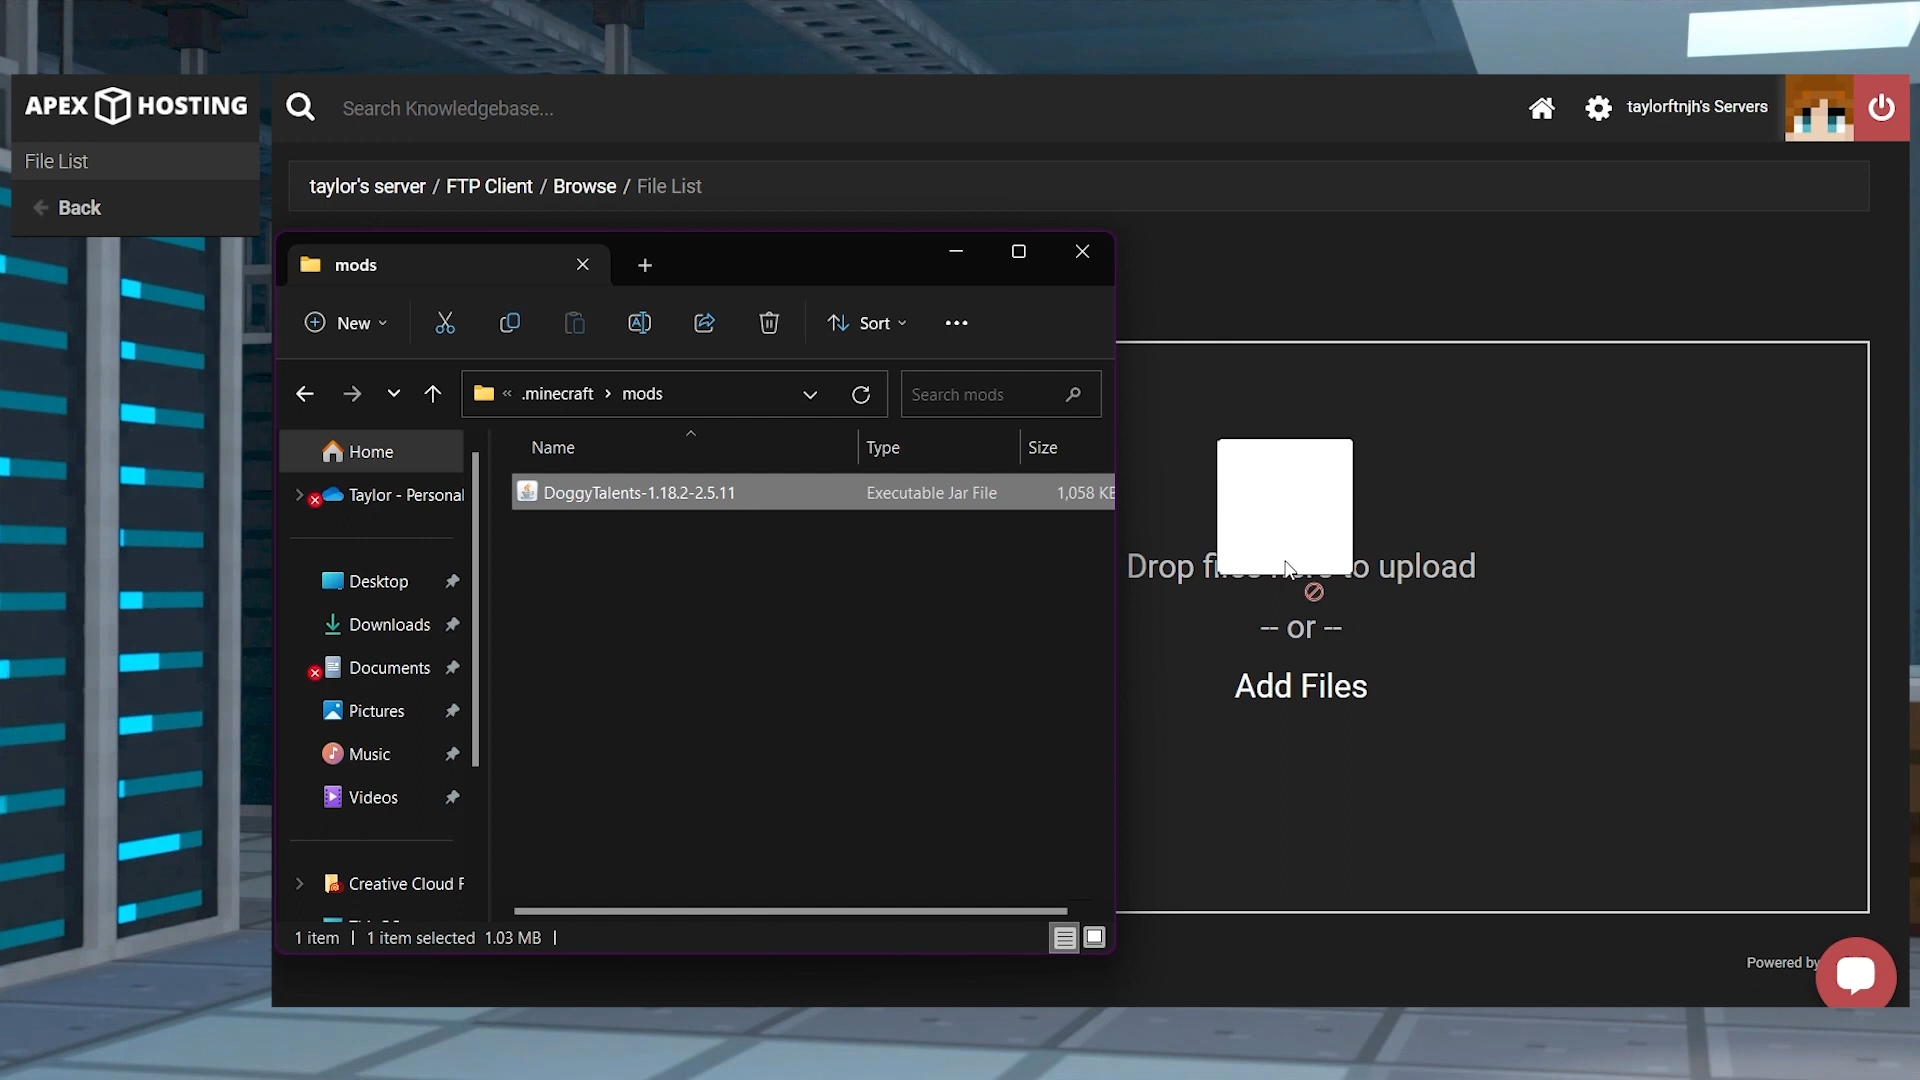 APEX HOSTING
Search Knowledgebase...
taylorftnjh's Servers
File List
Back
taylor's server / FTP Client / Browse / File List
mods
New
Sort
« .minecraft > mods
Search mods
Name
Type
Size
Home
Taylor - Personal
DoggyTalents-1.18.2-2.5.11
Executable Jar File
1,058 KB
Desktop
Downloads
Documents
Pictures
Music
Videos
Creative Cloud F
Drop to upload
-- or --
Add Files
1 item
1 item selected 1.03 MB
Powered by